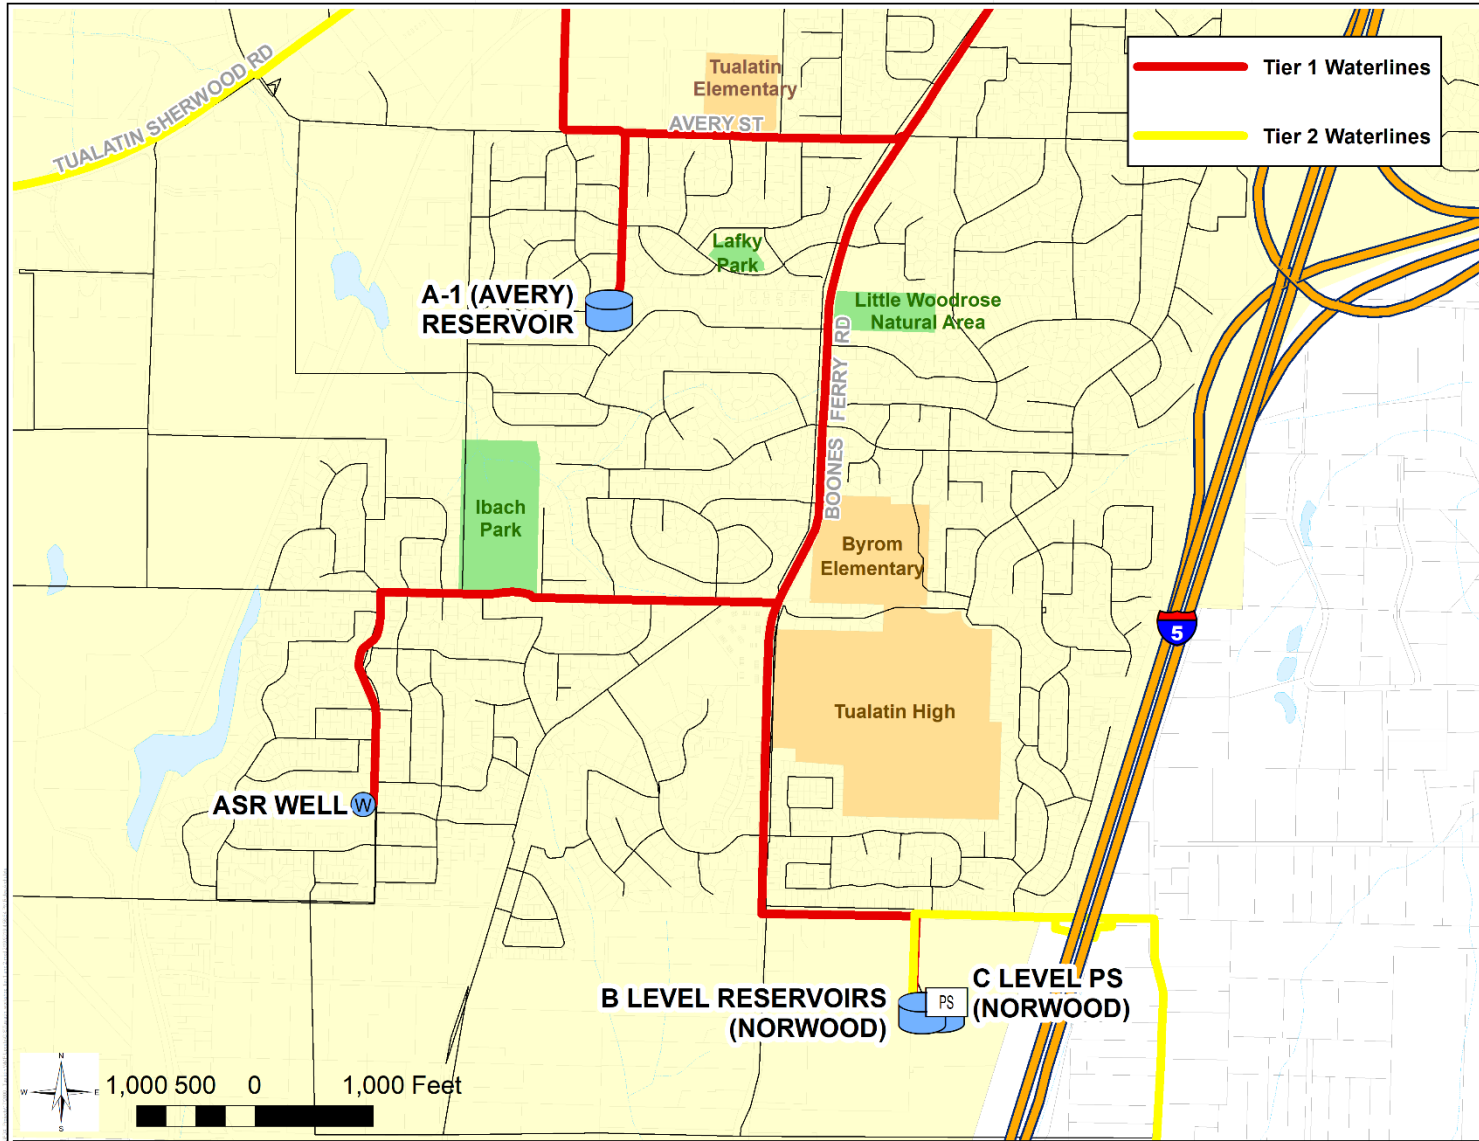 Tier 1 Waterlines
Tier 2 Waterlines
TUALATIN SHERWOOD RD
Tualatin
Elementary
AVERY ST
Lafky
Park
A-1 (AVERY)
RESERVOIR
Little Woodrose
Natural Area
BOONES FERRY RD
Ibach
Park
Byrom
Elementary
5
Tualatin High
ASR WELL
W
B LEVEL RESERVOIRS
(NORWOOD)
PS
C LEVEL PS
(NORWOOD)
N
W
E
S
1,000 500 0 1,000 Feet